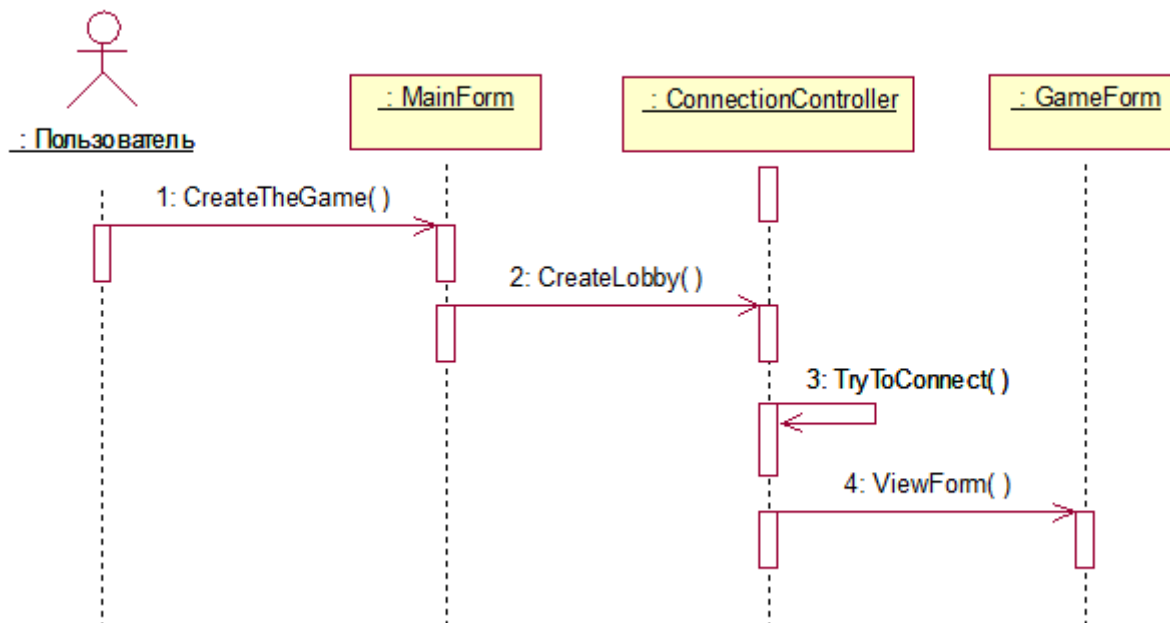 : MainForm
: ConnectionController
: GameForm
: Пользователь
1: CreateTheGame( )
2: CreateLobby( )
3: TryToConnect( )
4: ViewForm( )